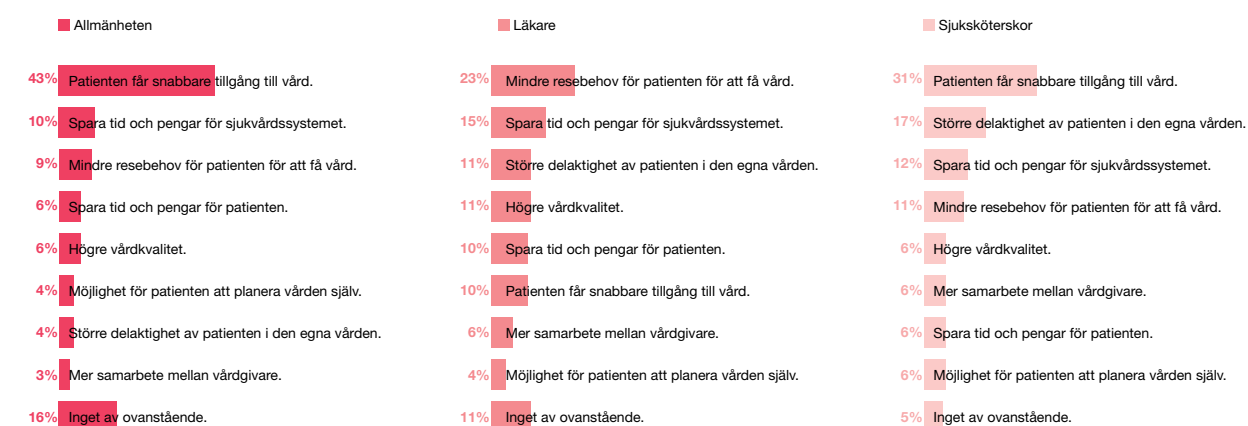 Allmänheten
43% Patienten får snabbare tillgång till vård.
10% Spara tid och pengar för sjukvårdssystemet.
9% Mindre resebehov för patienten för att få vård.
6% Spara tid och pengar för patienten.
6% Högre vårdkvalitet.
4% Möjlighet för patienten att planera vården själv.
4% Större delaktighet av patienten i den egna vården.
3% Mer samarbete mellan vårdgivare.
16% Inget av ovanstående.
Läkare
23% Mindre resebehov för patienten för att få vård.
15% Spara tid och pengar för sjukvårdssystemet.
11% Större delaktighet av patienten i den egna vården.
11% Högre vårdkvalitet.
10% Spara tid och pengar för patienten.
10% Patienten får snabbare tillgång till vård.
6% Mer samarbete mellan vårdgivare.
4% Möjlighet för patienten att planera vården själv.
11% Inget av ovanstående.
Sjuksköterskor
31% Patienten får snabbare tillgång till vård.
17% Större delaktighet av patienten i den egna vården.
12% Spara tid och pengar för sjukvårdssystemet.
11% Mindre resebehov för patienten för att få vård.
6% Högre vårdkvalitet.
6% Mer samarbete mellan vårdgivare.
6% Spara tid och pengar för patienten.
6% Möjlighet för patienten att planera vården själv.
5% Inget av ovanstående.